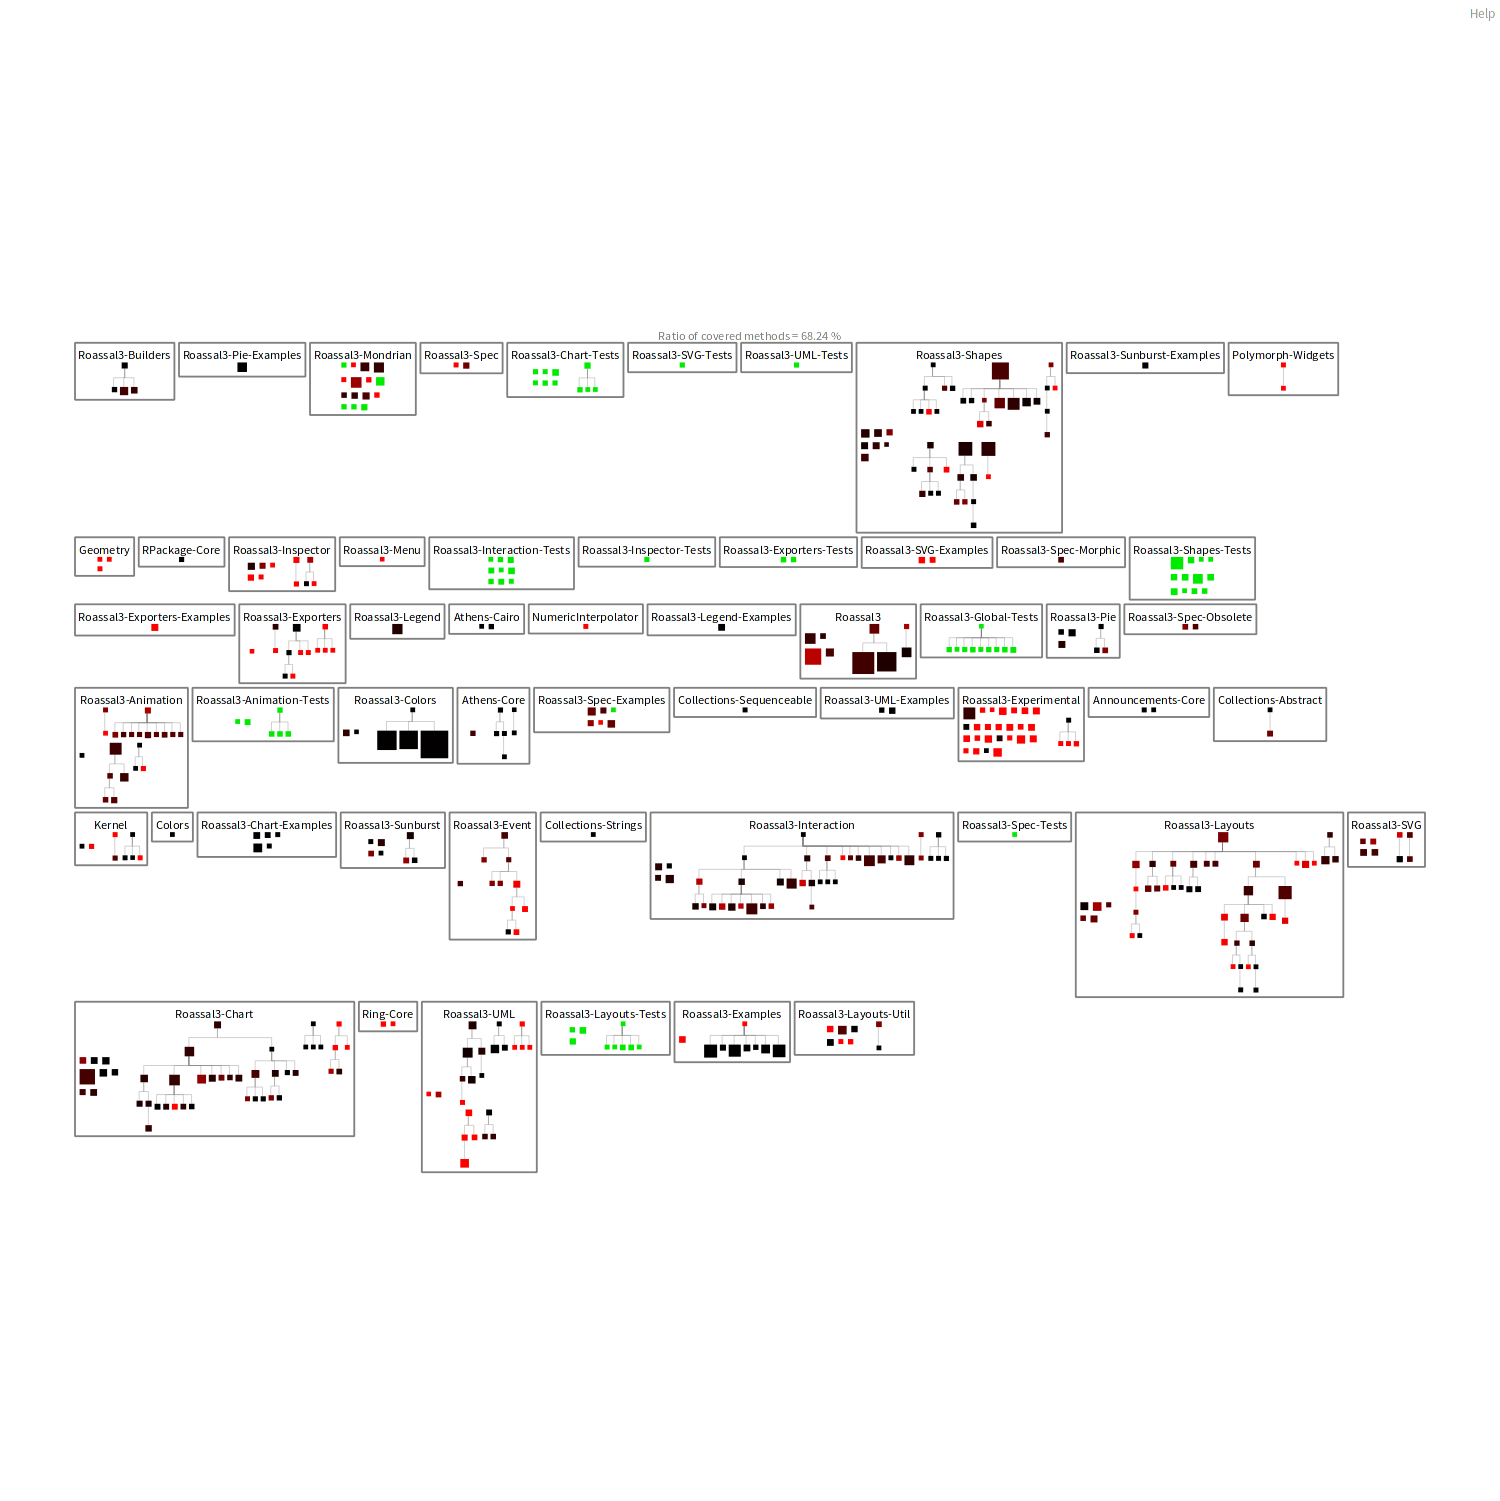 Help
Ratio of covered methods = 68.24 %
Roassal3-Builders
Roassal3-Pie-Examples
Roassal3-Mondrian
Roassal3-Spec
Roassal3-Chart-Tests
Roassal3-SVG-Tests
Roassal3-UML-Tests
Roassal3-Shapes
Roassal3-Sunburst-Examples
Polymorph-Widgets
Geometry
RPackage-Core
Roassal3-Inspector
Roassal3-Menu
Roassal3-Interaction-Tests
Roassal3-Inspector-Tests
Roassal3-Exporters-Tests
Roassal3-SVG-Examples
Roassal3-Spec-Morphic
Roassal3-Shapes-Tests
Roassal3-Exporters-Examples
Roassal3-Exporters
Roassal3-Legend
Athens-Cairo
NumericInterpolator
Roassal3-Legend-Examples
Roassal3
Roassal3-Global-Tests
Roassal3-Pie
Roassal3-Spec-Obsolete
Roassal3-Animation
Roassal3-Animation-Tests
Roassal3-Colors
Athens-Core
Roassal3-Spec-Examples
Collections-Sequenceable
Roassal3-UML-Examples
Roassal3-Experimental
Announcements-Core
Collections-Abstract
Kernel
Colors
Roassal3-Chart-Examples
Roassal3-Sunburst
Roassal3-Event
Collections-Strings
Roassal3-Interaction
Roassal3-Spec-Tests
Roassal3-Layouts
Roassal3-SVG
Roassal3-Chart
Ring-Core
Roassal3-UML
Roassal3-Layouts-Tests
Roassal3-Examples
Roassal3-Layouts-Util